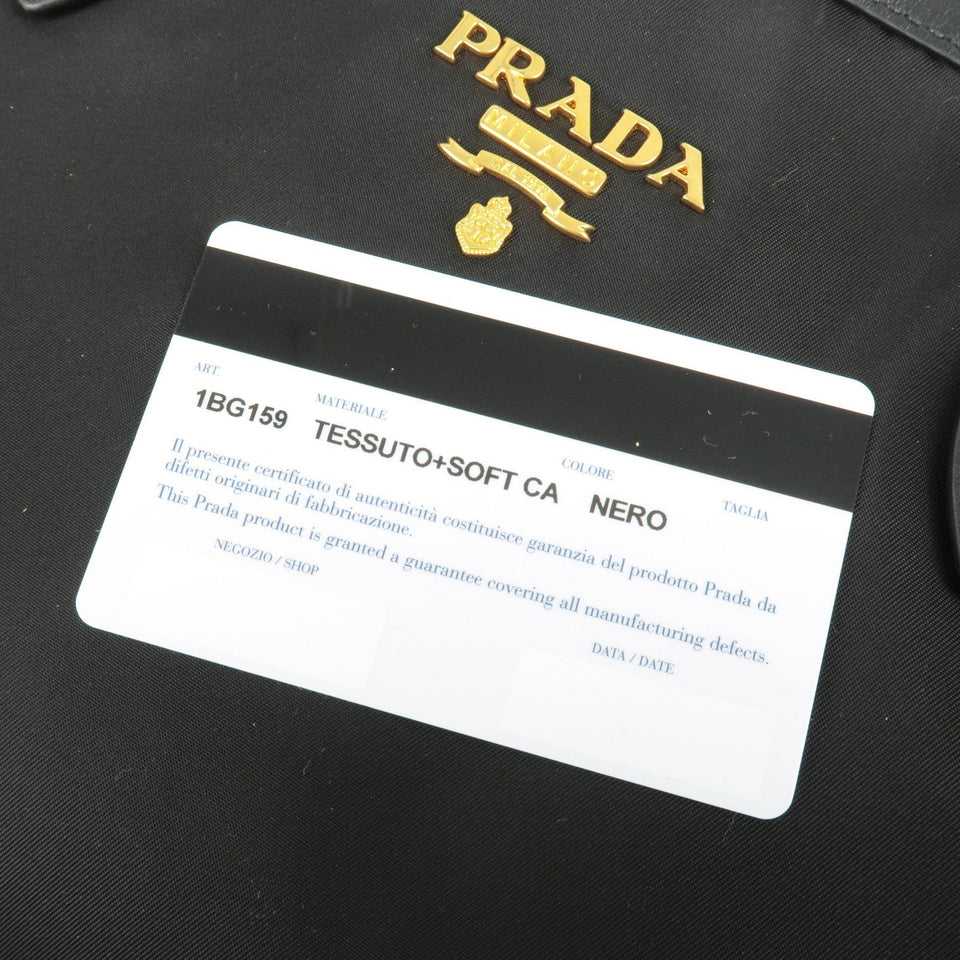 PRADA
MILANO
DAL 1913
ART.
MATERIALE
COLORE
TAGLIA
1BG159 TESSUTO+SOFT CA NERO
Il presente certificato di autenticità costituisce garanzia del prodotto Prada da
difetti originari di fabbricazione.
This Prada product is granted a guarantee covering all manufacturing defects.
NEGOZIO / SHOP
DATA / DATE